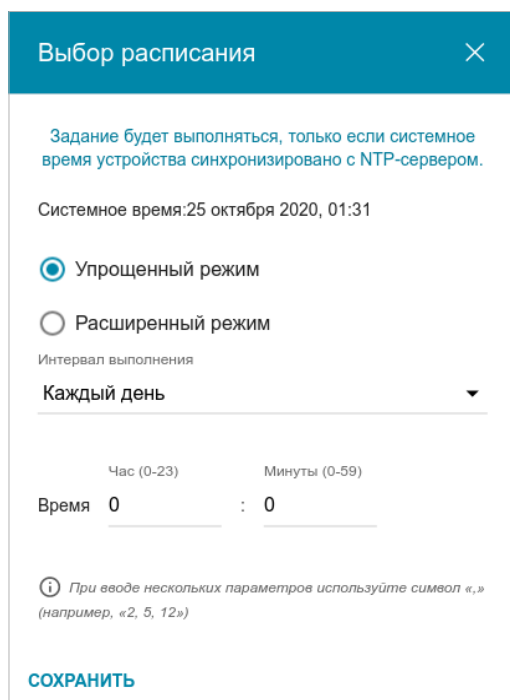 Выбор расписания
Задание будет выполняться, только если системное
время устройства синхронизировано с NTP-сервером.
Системное время:25 октября 2020, 01:31
Упрощенный режим
Расширенный режим
Интервал выполнения
Каждый день
Час (0-23) Минуты (0-59)
Время 0 : 0
При вводе нескольких параметров используйте символ «,»
(например, «2, 5, 12»)
СОХРАНИТЬ